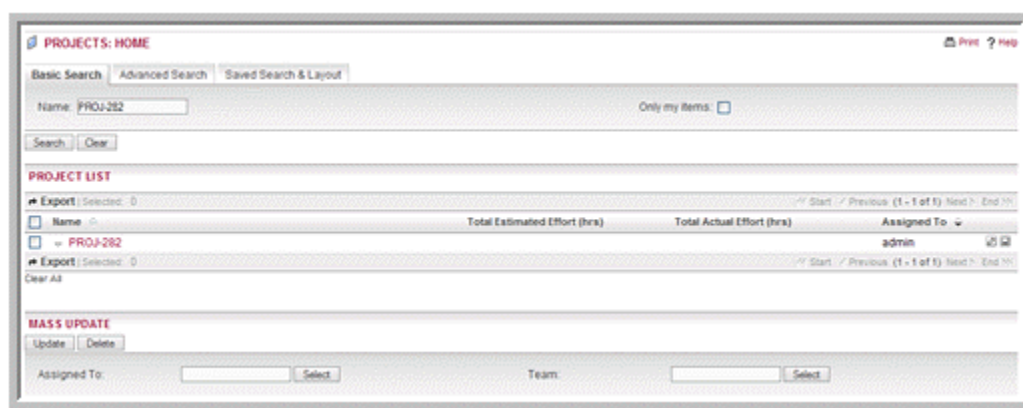 PROJECTS: HOME Print ? Help
Basic Search Advanced Search Saved Search & Layout
Name: PROJ-282 Only my items:
Search Clear
PROJECT LIST
Export | Selected: 0 Start Previous (1 - 1 of 1) Next End
Name Total Estimated Effort (hrs) Total Actual Effort (hrs) Assigned To
PROJ-282 admin
Export | Selected: 0 Start Previous (1 - 1 of 1) Next End
Clear All
MASS UPDATE
Update Delete
Assigned To: Select Team: Select